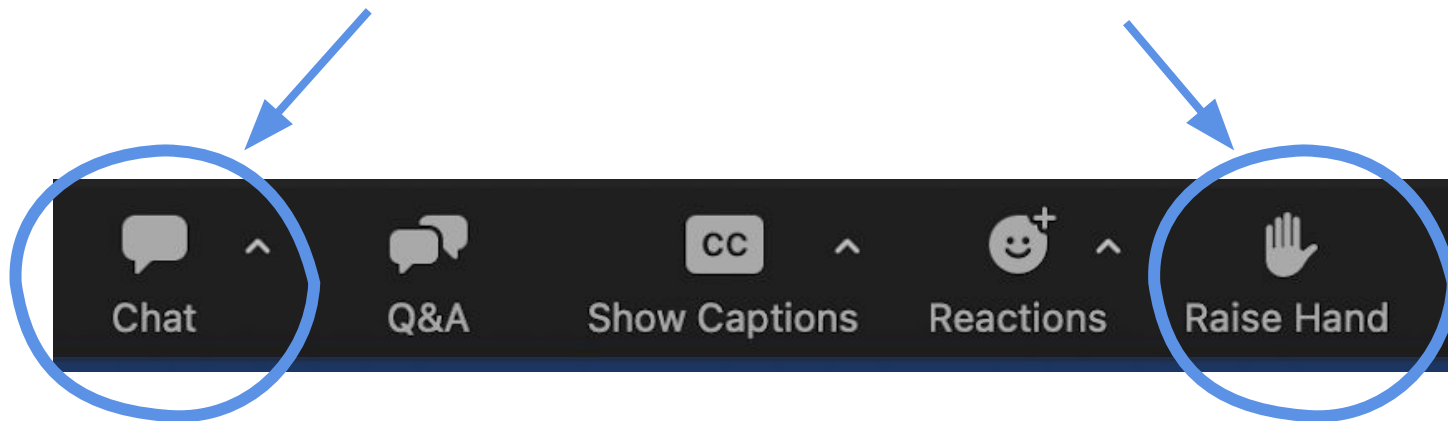 Chat
Q&A
CC
Show Captions
Reactions
Raise Hand